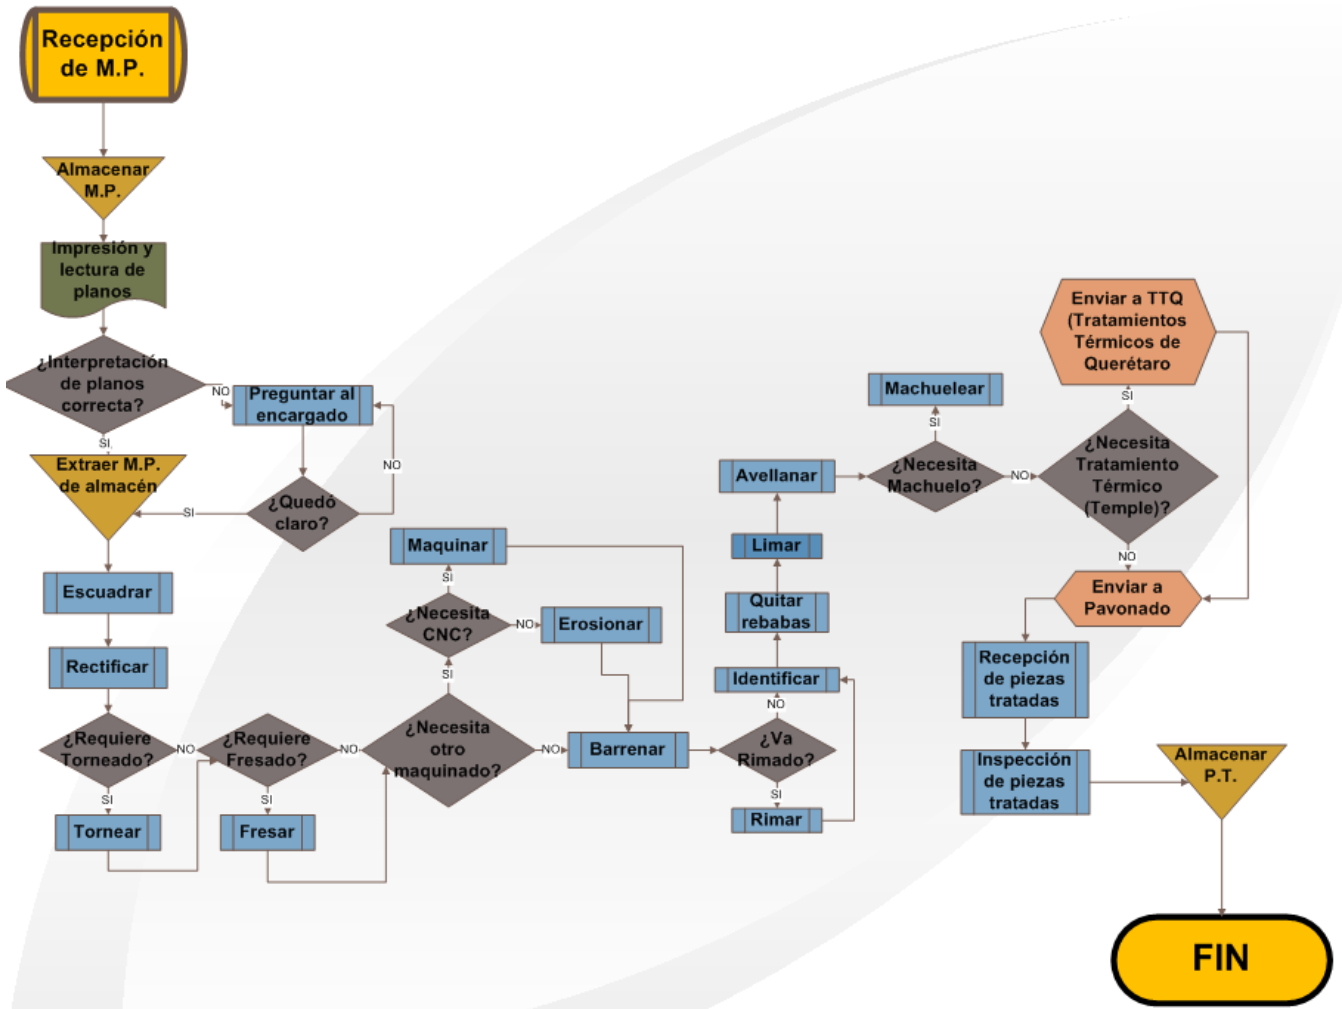 Recepción
de M.P.
Almacenar
M.P.
Impresión y
lectura de
planos
¿Interpretación
de planos
correcta?
NO
Preguntar al
encargado
SI
NO
Extraer M.P.
de almacén
SI
¿Quedó
claro?
Escuadrar
Rectificar
¿Requiere
Torneado?
NO
SI
Tornear
¿Requiere
Fresado?
NO
SI
Fresar
¿Necesita
otro
maquinado?
SI
NO
¿Necesita
CNC?
SI
Maquinar
NO
Erosionar
Barrenar
¿Va
Rimado?
SI
Rimar
NO
Identificar
Quitar
rebabas
Limar
Avellanar
¿Necesita
Machuelo?
SI
Machuelear
NO
¿Necesita
Tratamiento
Térmico
(Temple)?
SI
Enviar a TTQ
(Tratamientos
Térmicos de
Querétaro
NO
Enviar a
Pavonado
Recepción
de piezas
tratadas
Inspección
de piezas
tratadas
Almacenar
P.T.
FIN